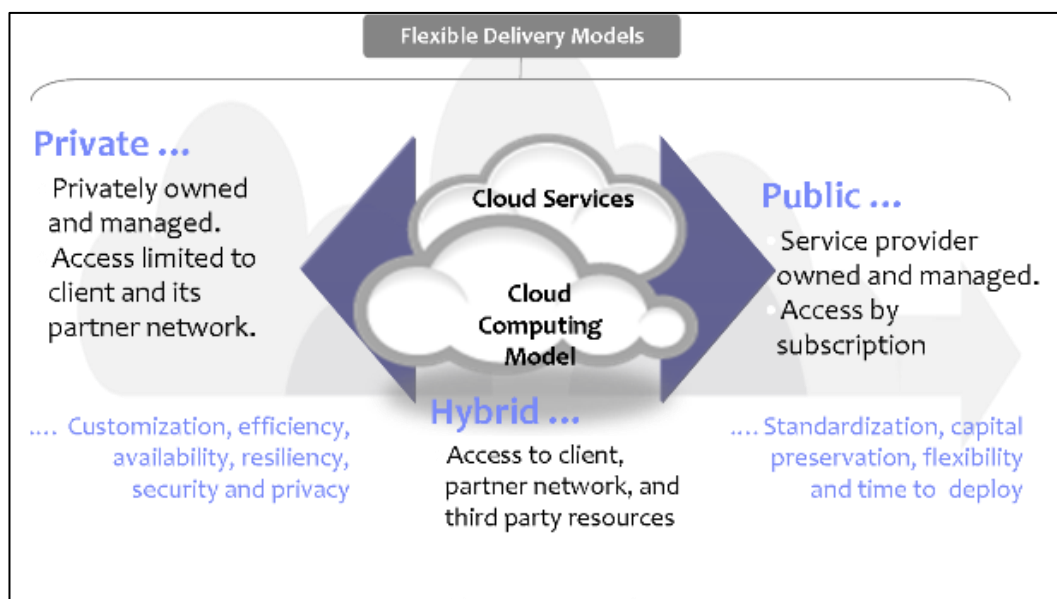 Flexible Delivery Models
Private ...
Privately owned
and managed.
Access limited to
client and its
partner network.
.... Customization, efficiency,
availability, resiliency,
security and privacy
Cloud Services
Cloud
Computing
Model
Hybrid ...
Access to client,
partner network, and
third party resources
Public ...
• Service provider
owned and managed.
• Access by
subscription
.... Standardization, capital
preservation, flexibility
and time to deploy